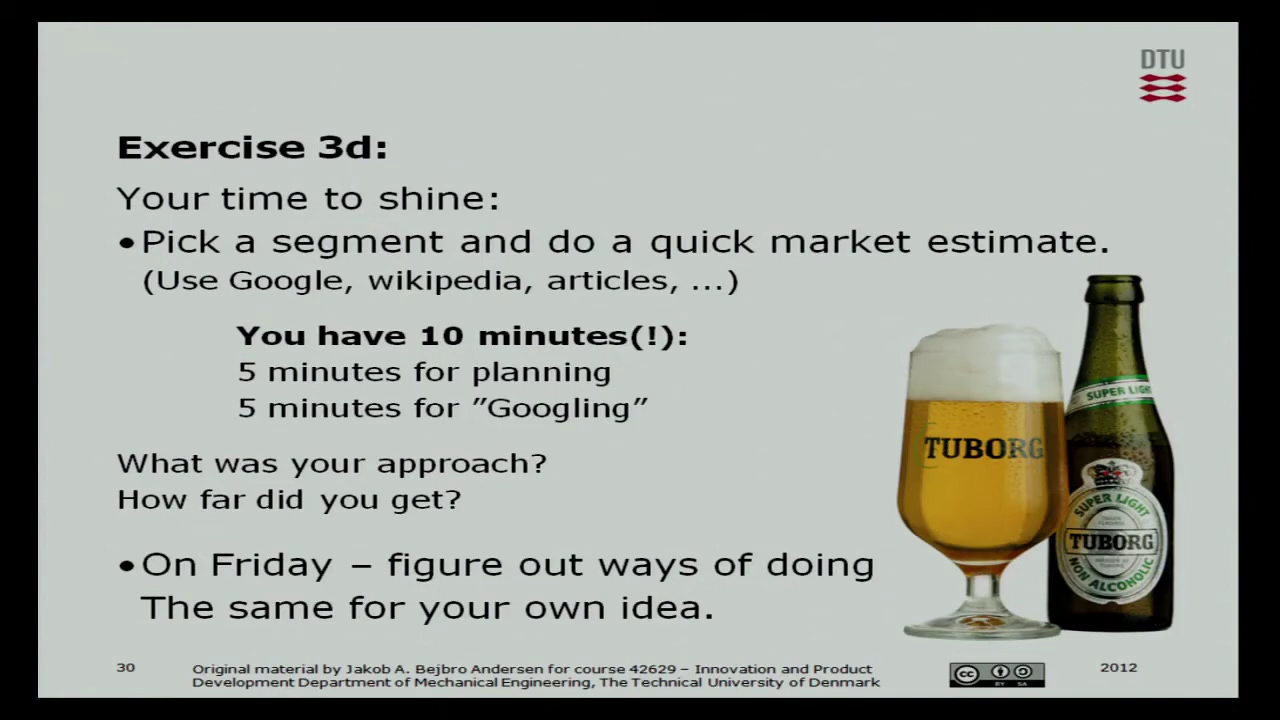 DTU
Exercise 3d:
Your time to shine:
•Pick a segment and do a quick market estimate.
(Use Google, wikipedia, articles, ...)
You have 10 minutes(!):
5 minutes for planning
5 minutes for ”Googling”
What was your approach?
How far did you get?
•On Friday – figure out ways of doing
The same for your own idea.
TUBORG
SUPER LIGHT
SUPER LIGHT
TUBORG
NON ALCOHOLIC
30
Original material by Jakob A. Bejbro Andersen for course 42629 – Innovation and Product
Development Department of Mechanical Engineering, The Technical University of Denmark
cc
BY SA
2012